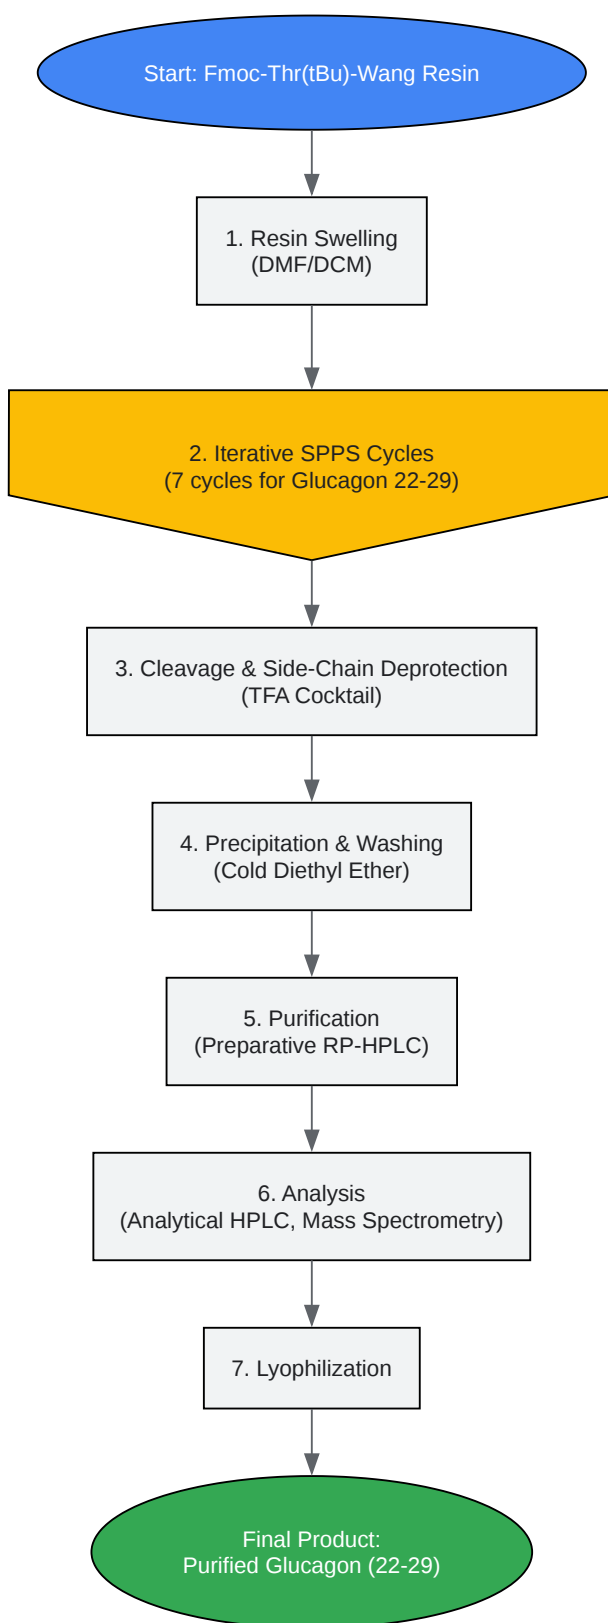 Start: Fmoc-Thr(tBu)-Wang Resin
1. Resin Swelling
(DMF/DCM)
2. Iterative SPPS Cycles
(7 cycles for Glucagon 22-29)
3. Cleavage & Side-Chain Deprotection
(TFA Cocktail)
4. Precipitation & Washing
(Cold Diethyl Ether)
5. Purification
(Preparative RP-HPLC)
6. Analysis
(Analytical HPLC, Mass Spectrometry)
7. Lyophilization
Final Product:
Purified Glucagon (22-29)